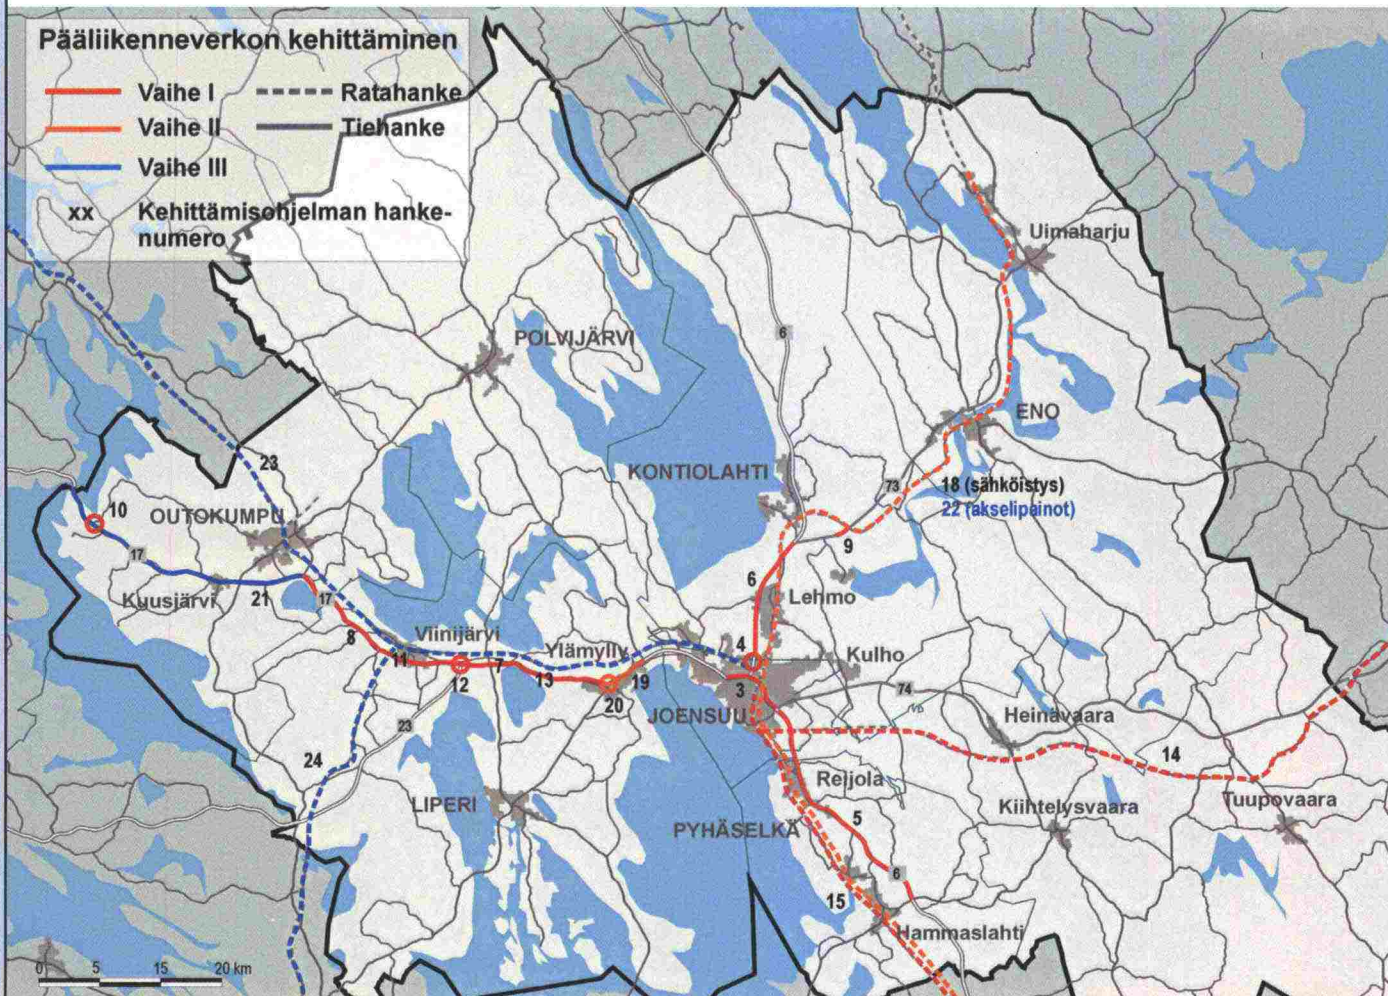 Pääliikenneverkon kehittäminen
Vaihe I
Ratahanke
Vaihe II
Tiehanke
Vaihe III
xx Kehittämisohjelman hanke-
numero
Uimaharju
6
POLVIJÄRVI
ENO
23
KONTIOLAHTI
73
18 (sähköistys)
22 (akselipainot)
10
OUTOKUMPU
9
17
6
Kuusjärvi
21
17
Lehmo
8
Viinijärvi
Ylämylly
4
Kulho
11
12
7
13
19
20
3
74
JOENSUU
Heinävaara
23
24
14
Reijola
LIPERI
5
Kiihtelysvaara
Tuupovaara
PYHÄSELKÄ
6
15
Hammaslahti
0 5 15 20 km